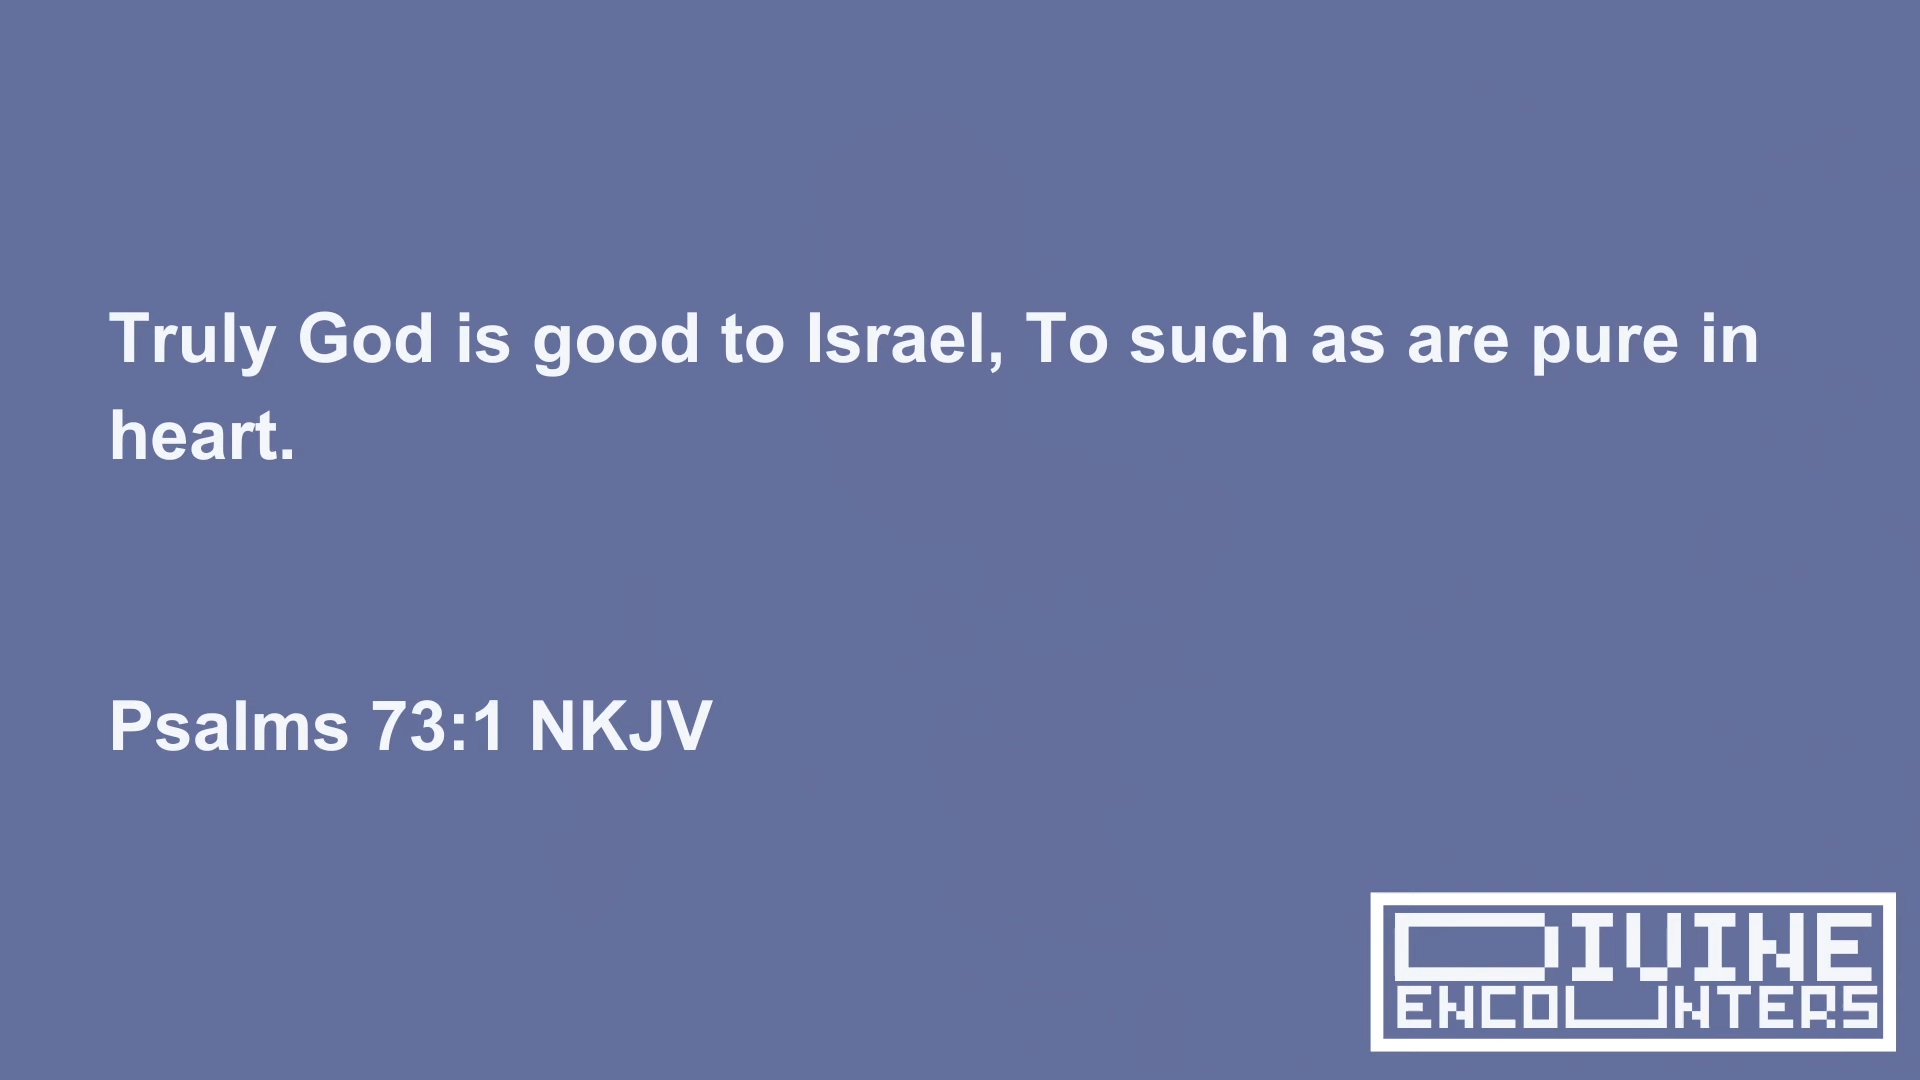 Truly God is good to Israel, To such as are pure in
heart.
Psalms 73:1 NKJV
DIVINE
ENCOUNTERS